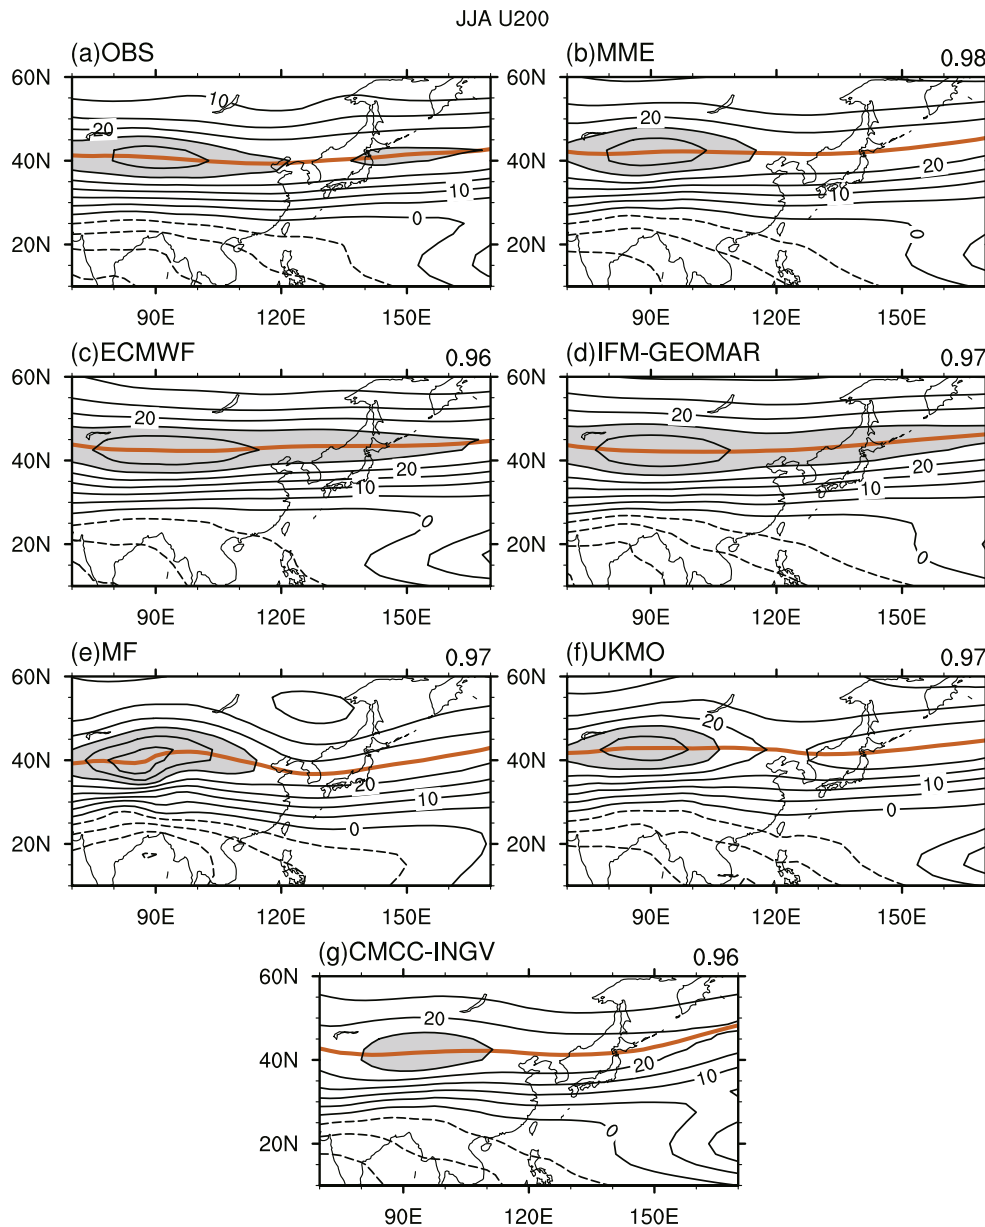 JJA U200
(a)OBS
(b)MME 0.98
60N 40N 20N
10 20 10 0
20 20 10 0
90E 120E 150E
90E 120E 150E
(c)ECMWF 0.96
(d)IFM-GEOMAR 0.97
60N 40N 20N
60N 40N 20N
20 20 10 0
20 20 10 0
90E 120E 150E
90E 120E 150E
(e)MF 0.97
(f)UKMO 0.97
60N 40N 20N
60N 40N 20N
20 10 0
20 20 10 0
90E 120E 150E
90E 120E 150E
(g)CMCC-INGV 0.96
60N 40N 20N
20 20 10 0
90E 120E 150E